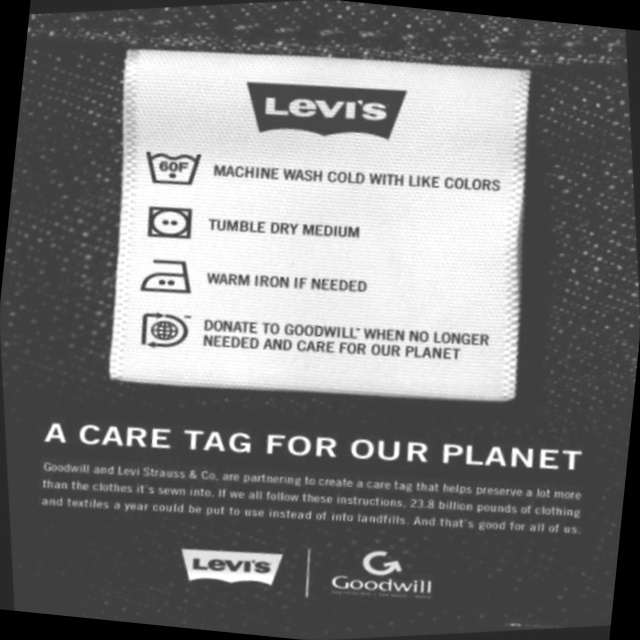 Levi's
60F MACHINE WASH COLD WITH LIKE COLORS
TUMBLE DRY MEDIUM
WARM IRON IF NEEDED
DONATE TO GOODWILL® WHEN NO LONGER
NEEDED AND CARE FOR OUR PLANET
A CARE TAG FOR OUR PLANET
Goodwill and Levi Strauss & Co. are partnering to create a care tag that helps preserve a lot more
than the clothes it's sewn into. If we all follow these instructions, 23.8 billion pounds of clothing
and textiles a year could be put to use instead of into landfills. And that's good for all of us.
Levi's
Goodwill